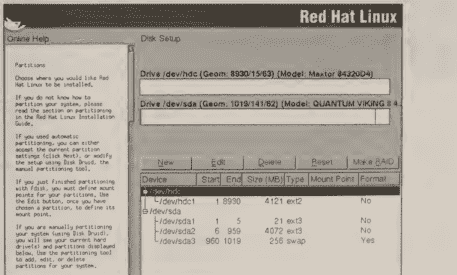 Red Hat Linux
Online Help
Partitions
Choose where you would like Red
Hat Linux to be installed.
If you do not know how to
partition your system, please
read the section on partitioning
in the Red Hat Linux Installation
Guide.
If you used automatic
partitioning, you can either
accept the current partition
settings (click Next), or modify
the setup using Disk Druid, the
manual partitioning tool.
If you just finished partitioning
with fdisk, you must define mount
points for your partitions. Use
the Edit button, once you have
chosen a partition, to define its
mount point.
If you are manually partitioning
your system (using Disk Druid),
you will see your current hard
drive(s) and partitions displayed
below. Use the partitioning tool
to add, edit, or delete
partitions for your system.
Disk Setup
Drive /dev/hdc (Geom: 8930/15/63) (Model: Maxtor 84320D4)
Drive /dev/sda (Geom: 1019/141/62) (Model: QUANTUM VIKING II 4.
New Edit Delete Reset Make RAID
Device Start End Size (MB) Type Mount Point Format
/dev/hdc
/dev/hdc1 1 8930 4121 ext2 No
/dev/sda
/dev/sda1 1 5 21 ext3 No
/dev/sda2 6 959 4072 ext3 No
/dev/sda3 960 1019 256 swap Yes